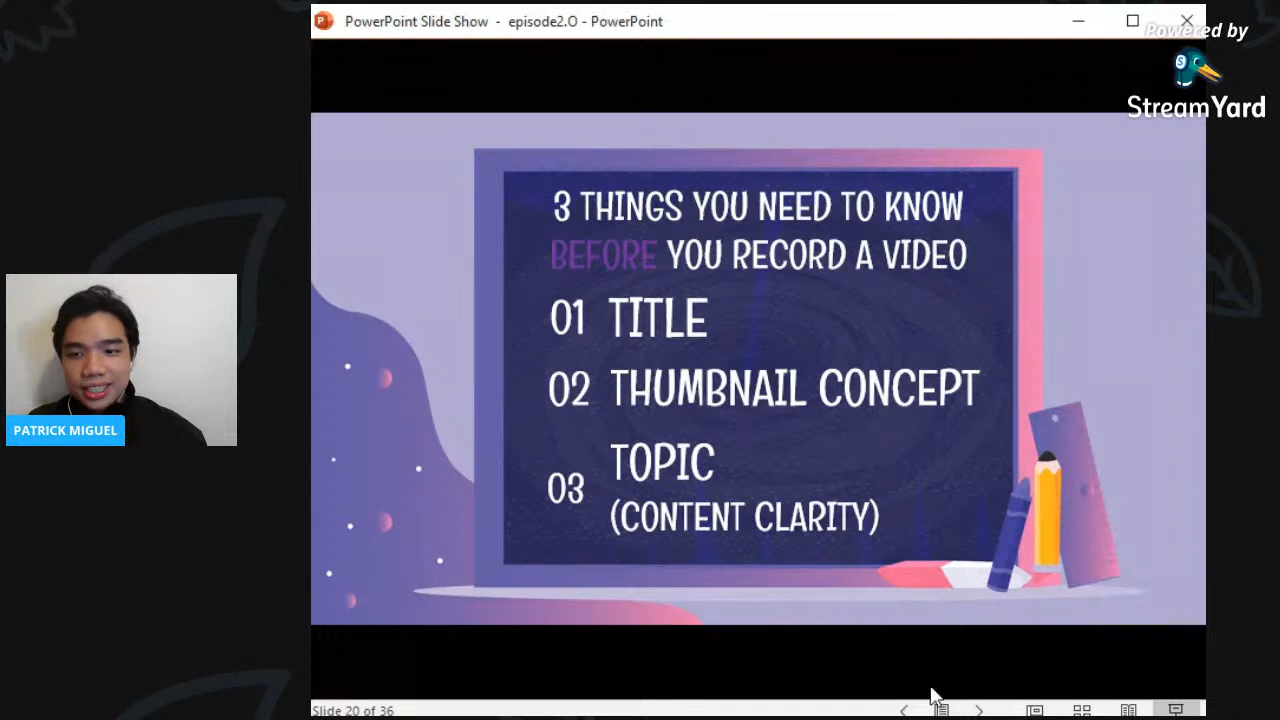 PowerPoint Slide Show - episode2.O - PowerPoint
Powered by
StreamYard
3 THINGS YOU NEED TO KNOW
BEFORE YOU RECORD A VIDEO
01 TITLE
02 THUMBNAIL CONCEPT
03 TOPIC
(CONTENT CLARITY)
PATRICK MIGUEL
Slide 20 of 36